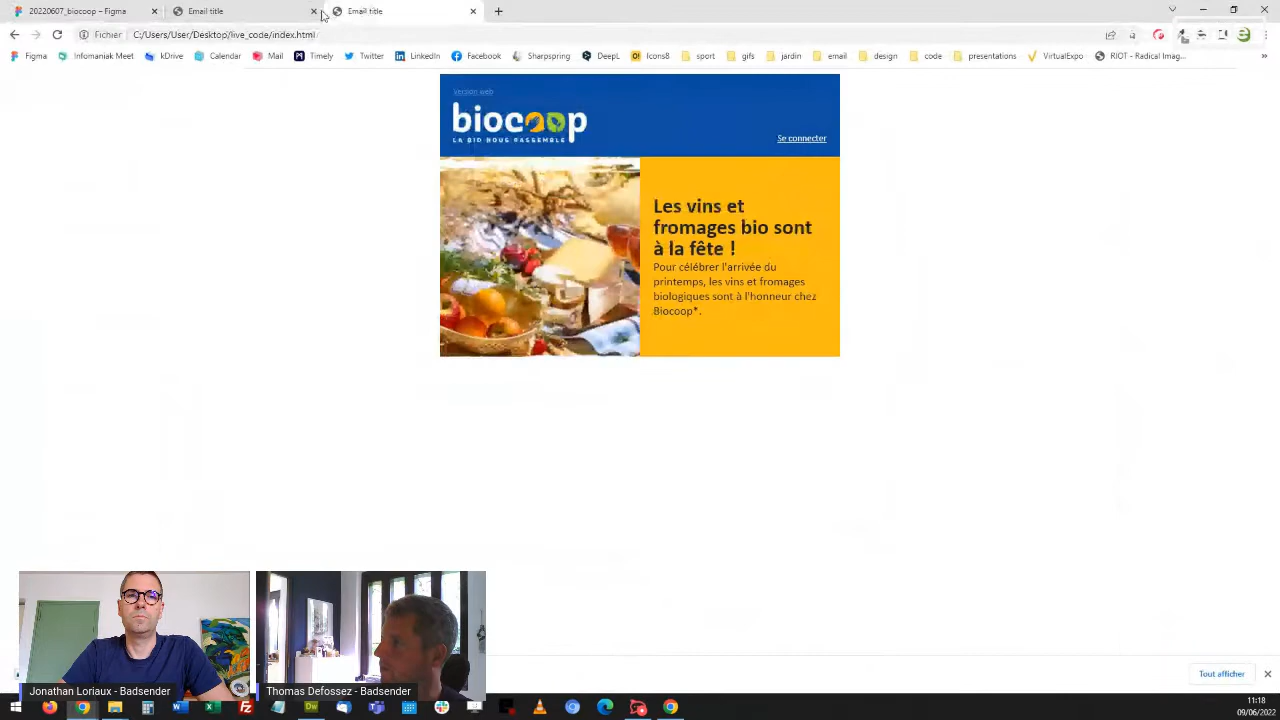 20220607_biocoop – Figma
Email title
Email title
Fichier
C:/Users/User/Desktop/live_code/index.html
Figma
Infomaniak
kDrive
Calendar
Mail
Timely
Twitter
LinkedIn
Facebook
Sharpspring
DeepL
Icons8
sport
gifs
jardin
email
design
code
presentations
VirtualExpo
RIOT - Radical Imag...
Version web
biocoop
LA BIO NOUS RASSEMBLE
Se connecter
Les vins et
fromages bio sont
à la fête !
Pour célébrer l'arrivée du
printemps, les vins et fromages
biologiques sont à l'honneur chez
Biocoop*.
Tout afficher
Jonathan Loriaux - Badsender
Thomas Defossez - Badsender
11:18
09/06/2022